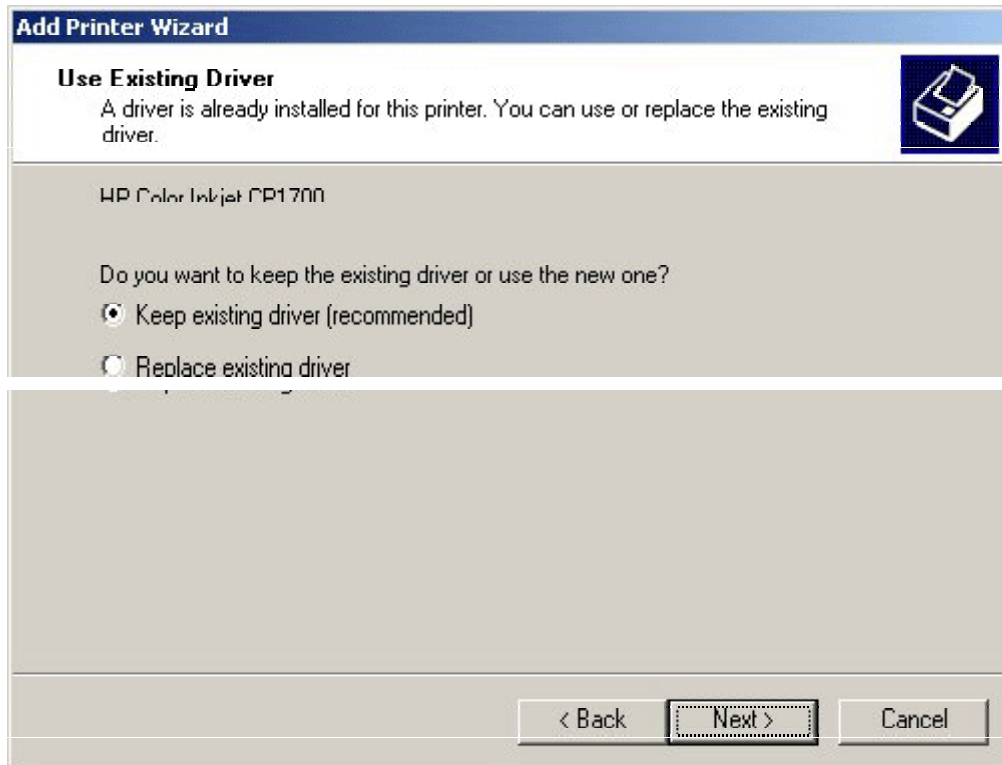 Add Printer Wizard
Use Existing Driver
A driver is already installed for this printer. You can use or replace the existing
driver.
HP Color Inkjet CP1700
Do you want to keep the existing driver or use the new one?
Keep existing driver (recommended)
Replace existing driver
< Back
Next >
Cancel